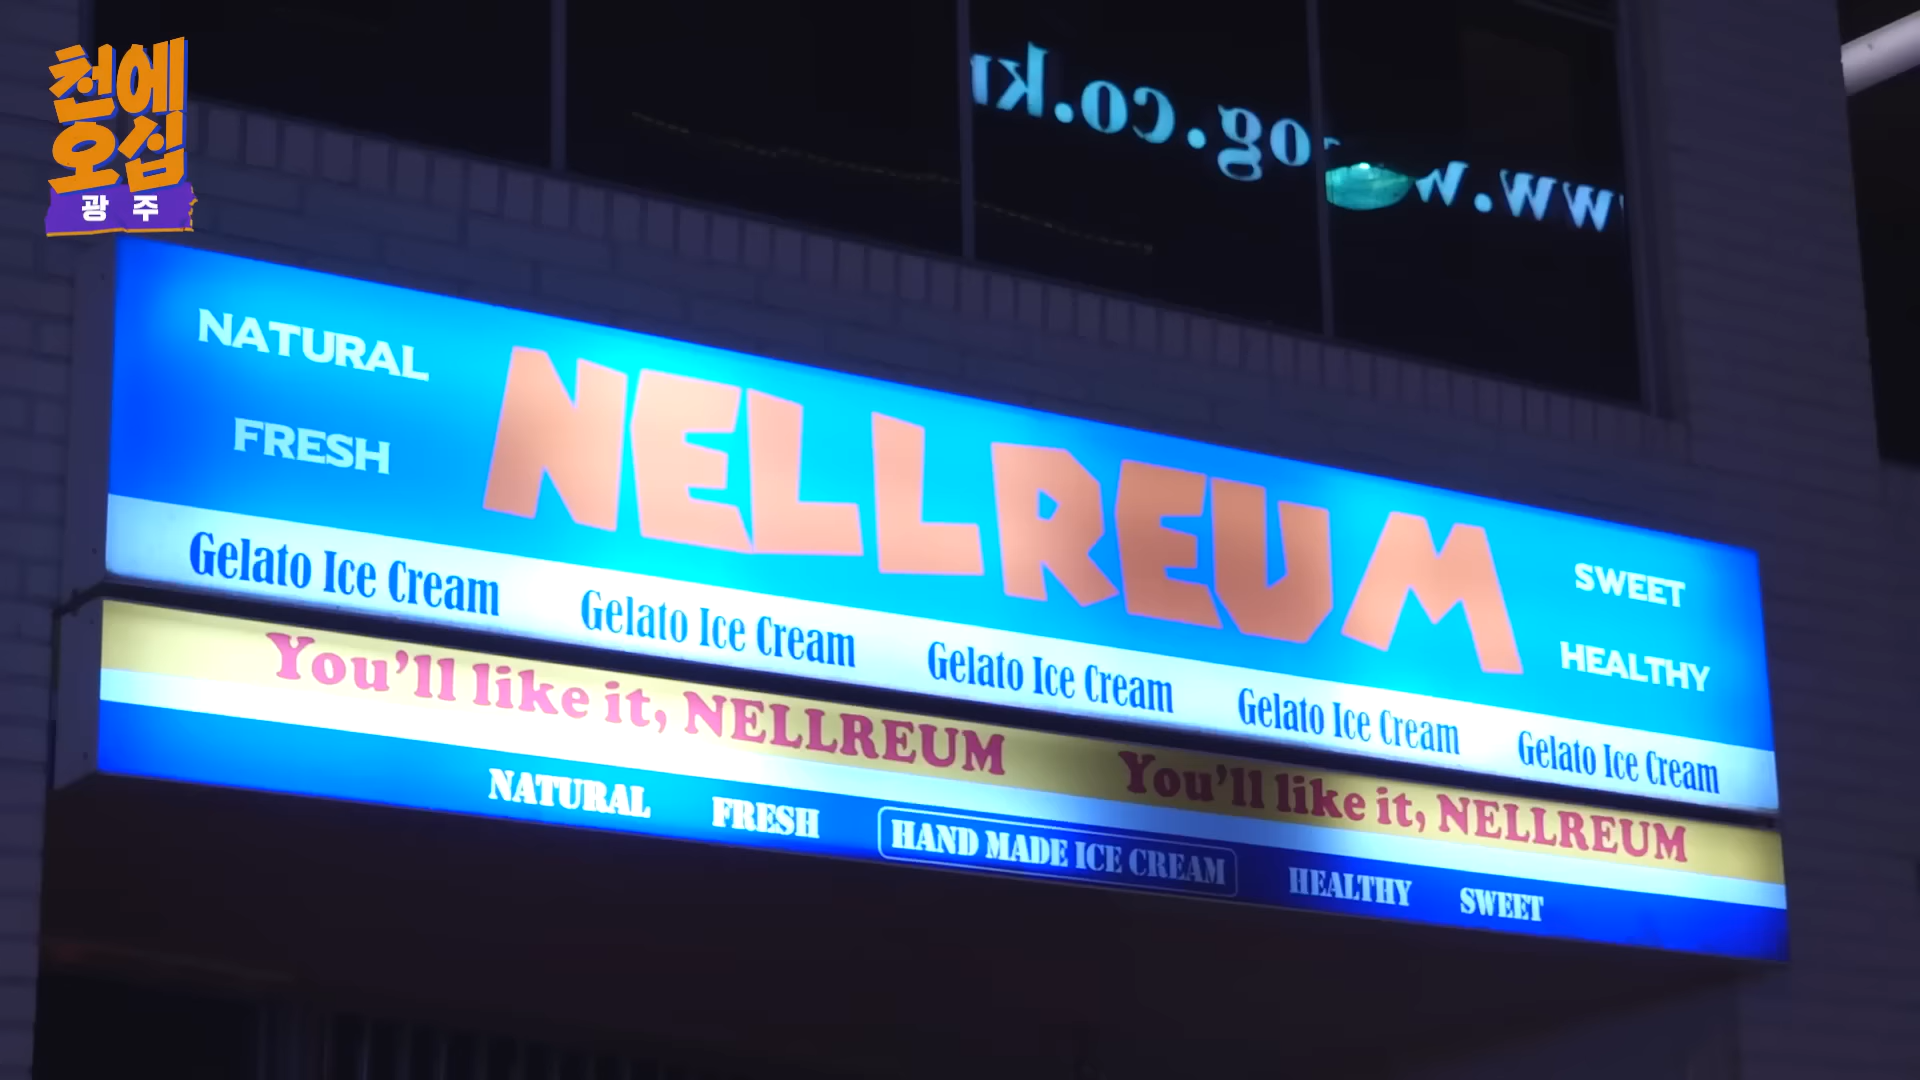 천에
오십
광주
NATURAL
FRESH
NELLREUM
SWEET
HEALTHY
Gelato Ice Cream Gelato Ice Cream Gelato Ice Cream Gelato Ice Cream Gelato Ice Cream
You'll like it, NELLREUM You'll like it, NELLREUM
NATURAL FRESH HAND MADE ICE CREAM HEALTHY SWEET